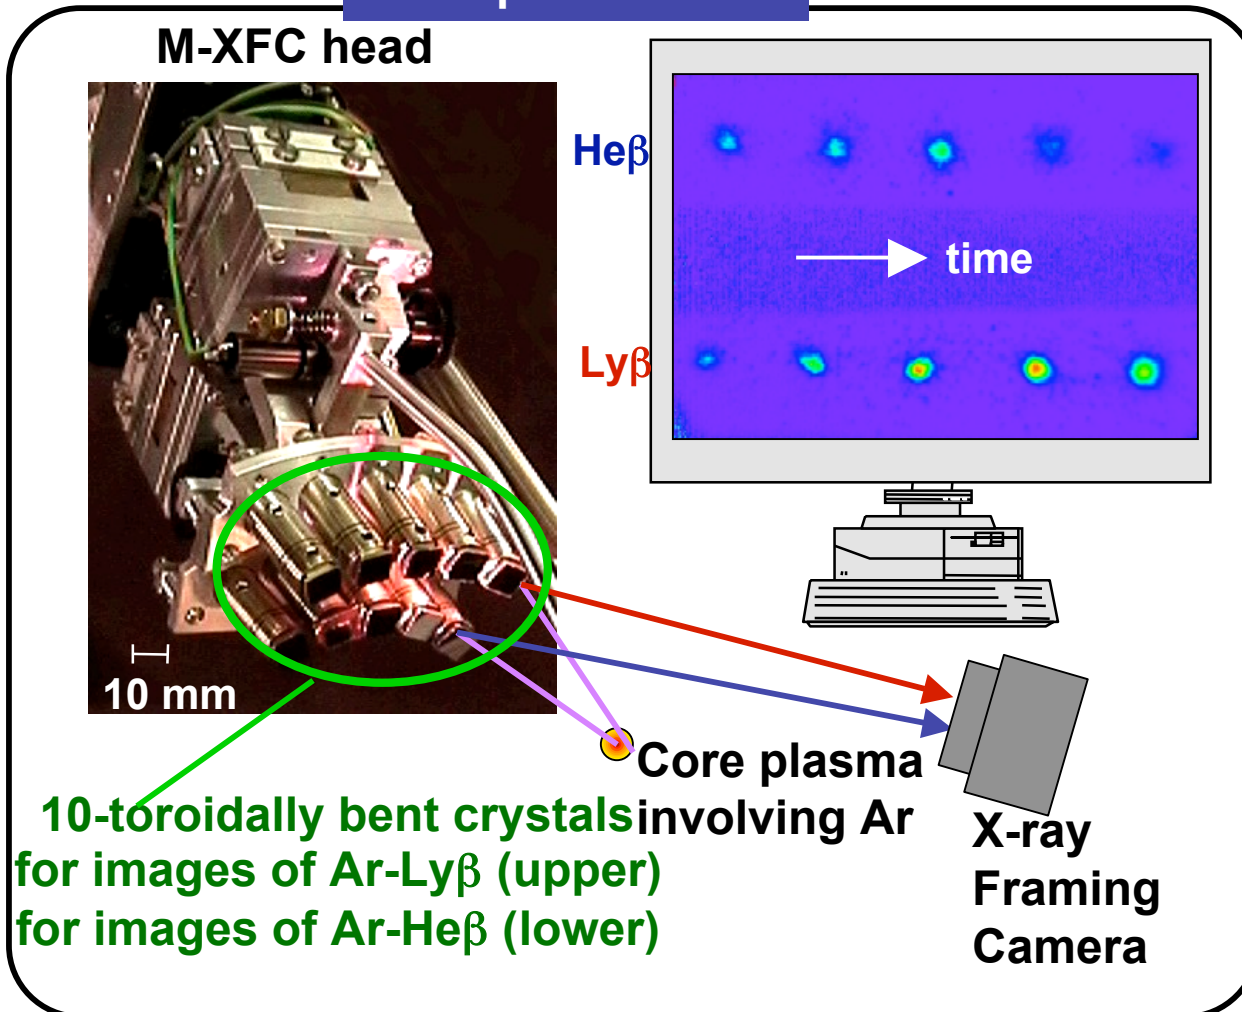 M-XFC head
Heβ
time
Lyβ
10 mm
Core plasma
involving Ar
10-toroidally bent crystals
for images of Ar-Lyβ (upper)
for images of Ar-Heβ (lower)
X-ray
Framing
Camera